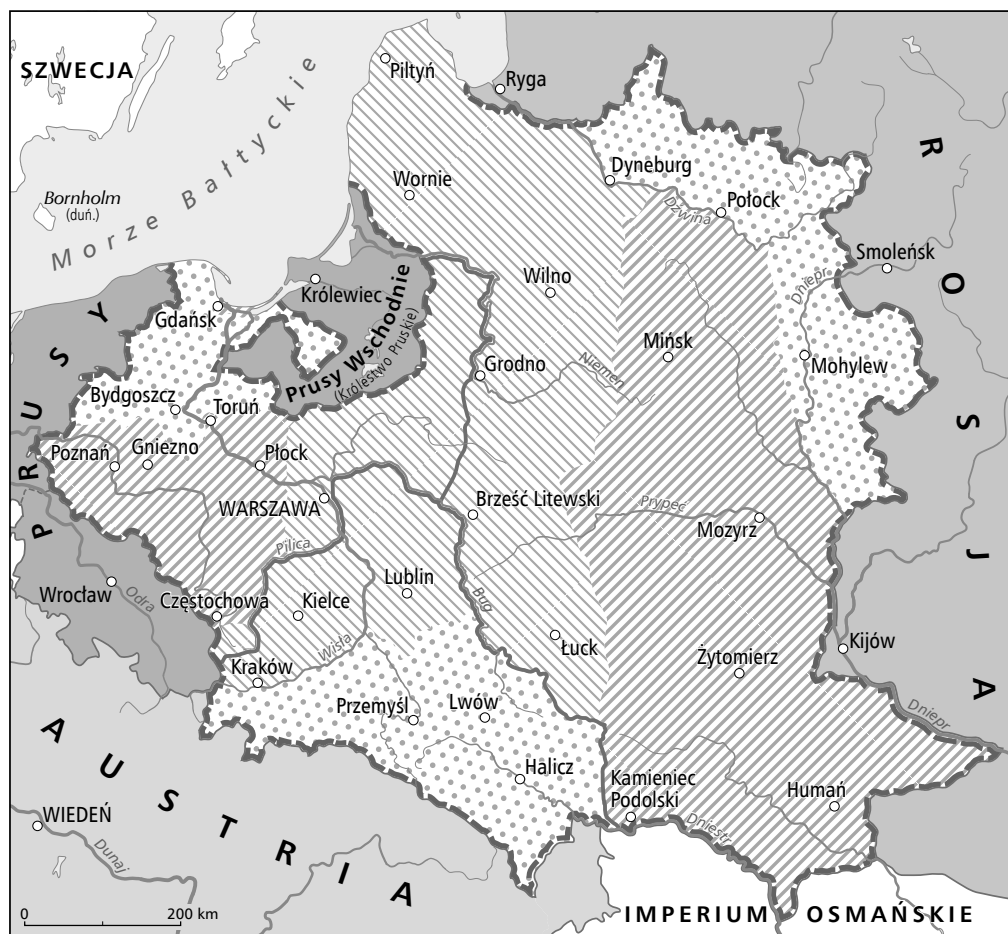 SZWECJA
Piltyń
Ryga
Morze Bałtyckie
Bornholm
(duń.)
Wornie
Dyneburg
Dźwina
Połock
Smoleńsk
ROSJA
Królewiec
Wilno
Dniepr
Gdańsk
PRUSY
Prusy Wschodnie
(Królestwo Pruskie)
Grodno
Niemen
Mińsk
Mohylew
Bydgoszcz
Toruń
Poznań
Gniezno
Płock
WARSZAWA
Brześć Litewski
Prypeć
Mozyrz
Pilica
Wrocław
Odra
Częstochowa
Kielce
Lublin
Bug
Łuck
Kijów
Wisła
Kraków
Żytomierz
Przemyśl
Lwów
Dniepr
AUSTRIA
Halicz
Kamieniec
Podolski
Humań
WIEDEŃ
Dunaj
Dniestr
0 200 km
IMPERIUM OSMAŃSKIE